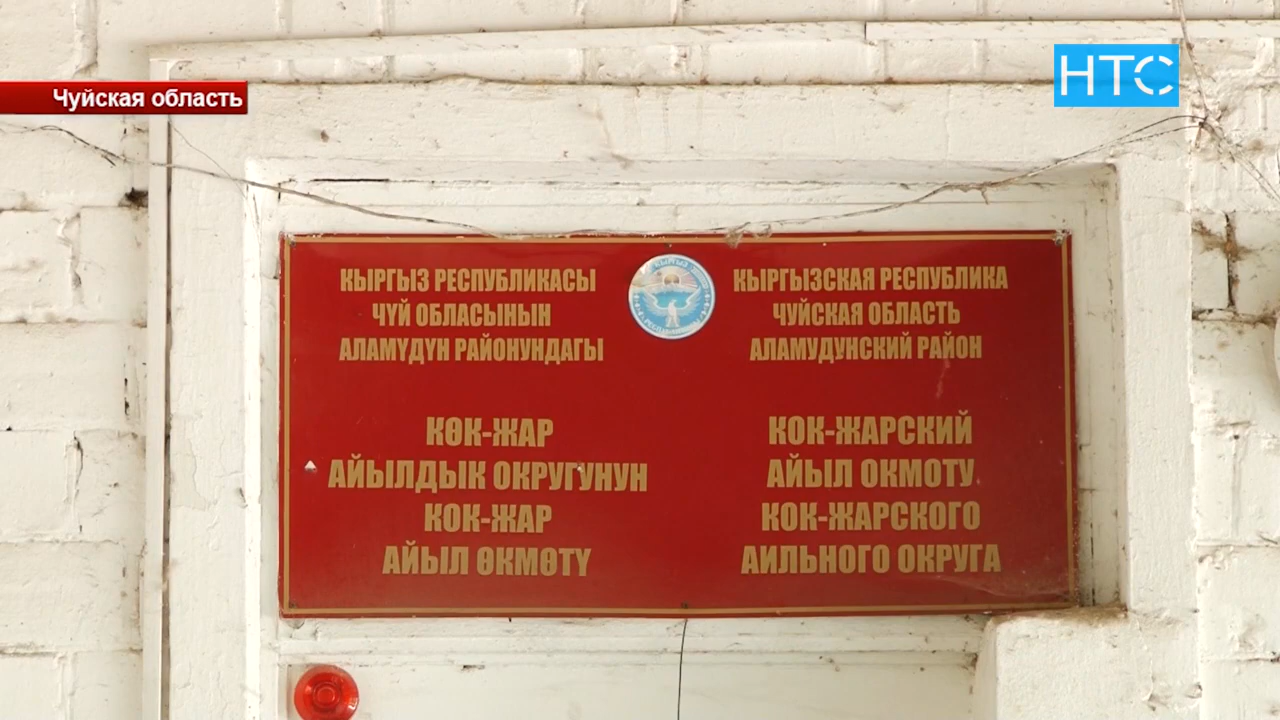 Чуйская область
НТС
КЫРГЫЗ РЕСПУБЛИКАСЫ
ЧҮЙ ОБЛАСЫНЫН
АЛАМҮДҮН РАЙОНУНДАГЫ
КӨК-ЖАР
АЙЫЛДЫК ОКРУГУНУН
КОК-ЖАР
АЙЫЛ ӨКМӨТҮ
КЫРГЫЗСКАЯ РЕСПУБЛИКА
ЧУЙСКАЯ ОБЛАСТЬ
АЛАМУДУНСКИЙ РАЙОН
КОК-ЖАРСКИЙ
АЙЫЛ ОКМОТУ
КОК-ЖАРСКОГО
АИЛЬНОГО ОКРУГА